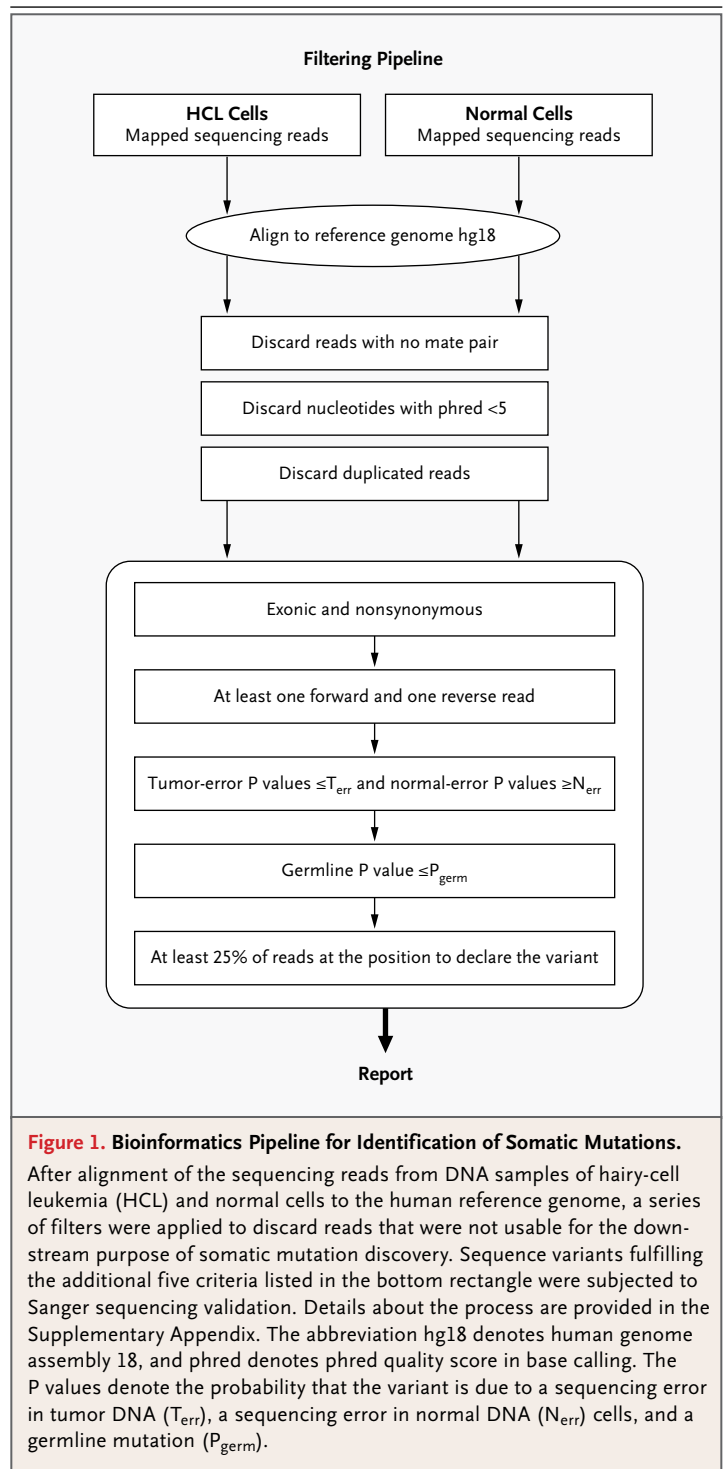 Filtering Pipeline
HCL Cells
Mapped sequencing reads
Normal Cells
Mapped sequencing reads
Align to reference genome hg18
Discard reads with no mate pair
Discard nucleotides with phred <5
Discard duplicated reads
Exonic and nonsynonymous
At least one forward and one reverse read
Tumor-error P values ≤Terr and normal-error P values ≥Nerr
Germline P value ≤Pgerm
At least 25% of reads at the position to declare the variant
Report
Figure 1. Bioinformatics Pipeline for Identification of Somatic Mutations.
After alignment of the sequencing reads from DNA samples of hairy-cell
leukemia (HCL) and normal cells to the human reference genome, a series
of filters were applied to discard reads that were not usable for the down-
stream purpose of somatic mutation discovery. Sequence variants fulfilling
the additional five criteria listed in the bottom rectangle were subjected to
Sanger sequencing validation. Details about the process are provided in the
Supplementary Appendix. The abbreviation hg18 denotes human genome
assembly 18, and phred denotes phred quality score in base calling. The
P values denote the probability that the variant is due to a sequencing error
in tumor DNA (Terr), a sequencing error in normal DNA (Nerr) cells, and a
germline mutation (Pgerm).